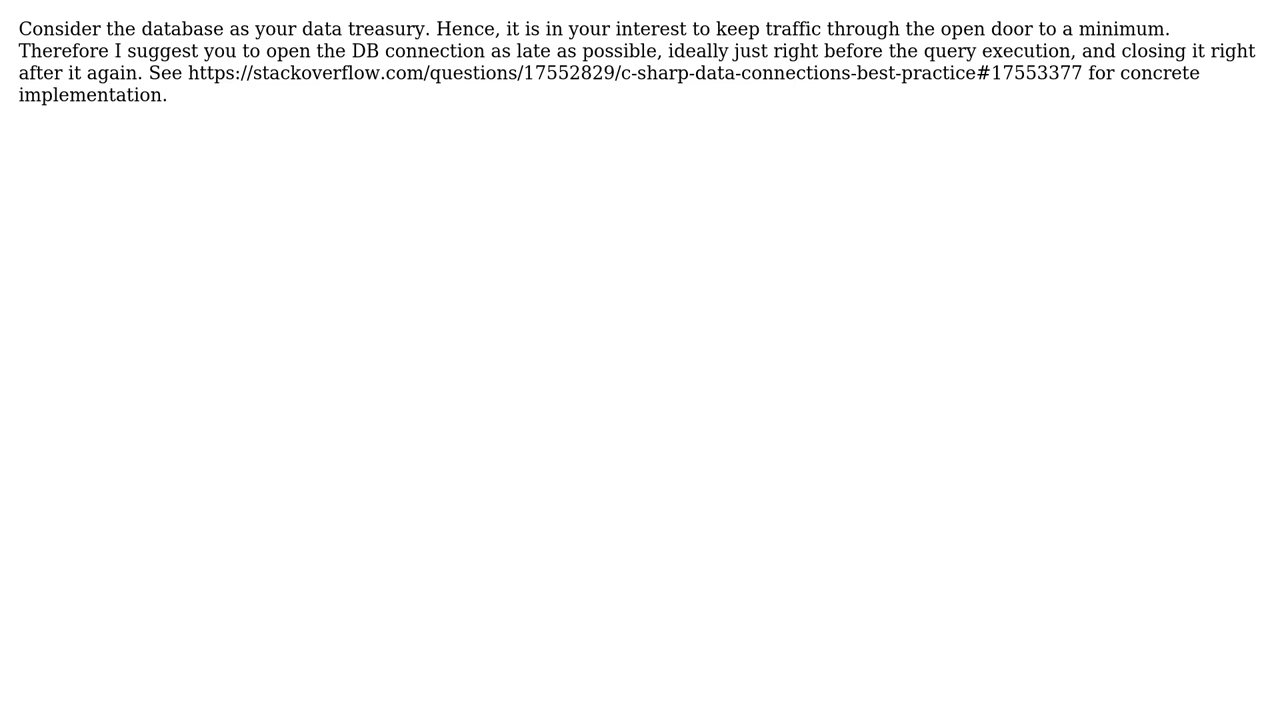 Consider the database as your data treasury. Hence, it is in your interest to keep traffic through the open door to a minimum.
Therefore I suggest you to open the DB connection as late as possible, ideally just right before the query execution, and closing it right
after it again. See https://stackoverflow.com/questions/17552829/c-sharp-data-connections-best-practice#17553377 for concrete
implementation.